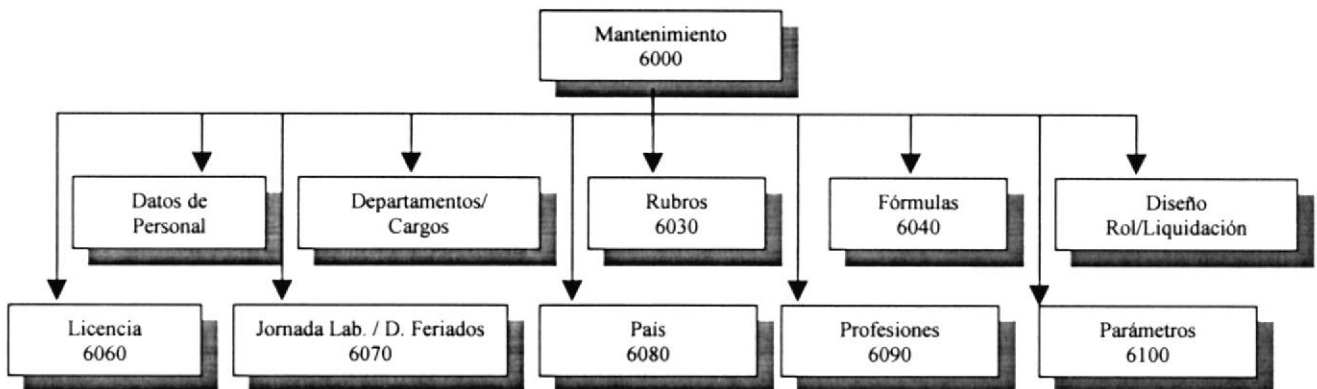 Mantenimiento
6000
Datos de
Personal
Departamentos/
Cargos
Rubros
6030
Fórmulas
6040
Diseño
Rol/Liquidación
Licencia
6060
Jornada Lab. / D. Feriados
6070
País
6080
Profesiones
6090
Parámetros
6100